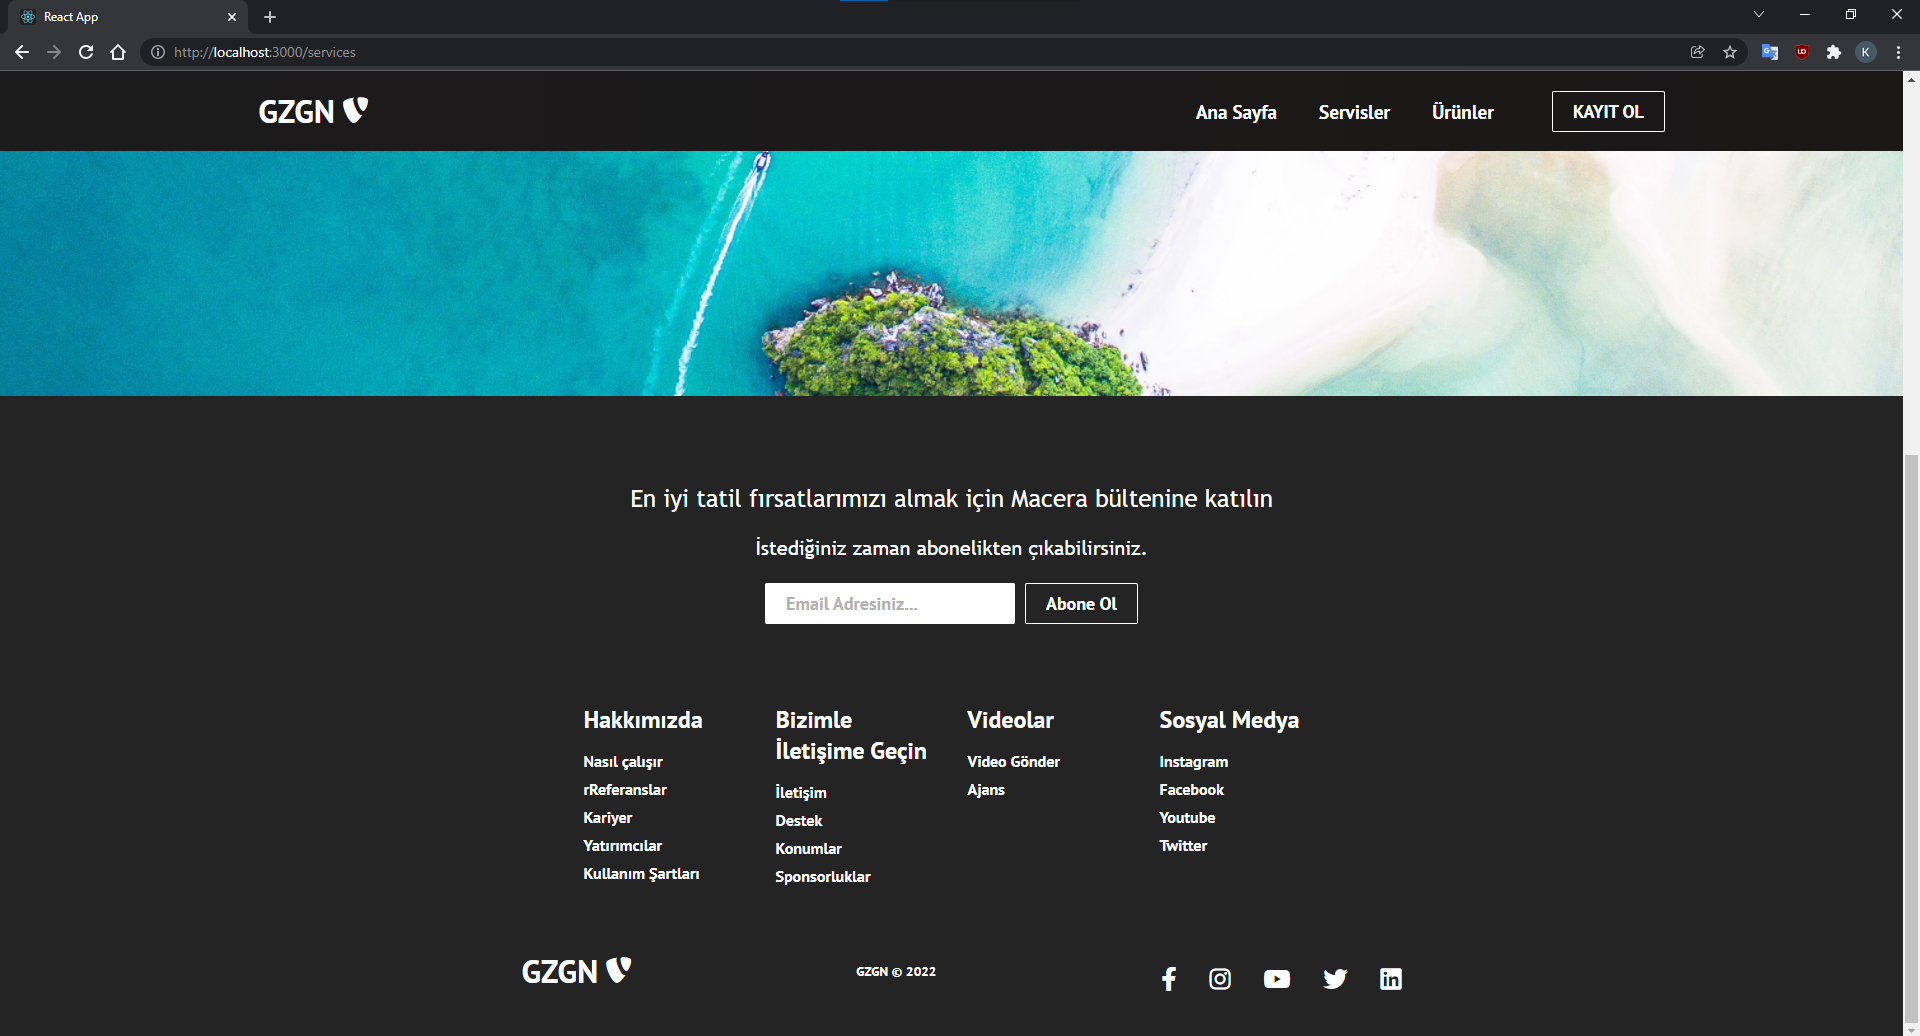 React App
http://localhost:3000/services
K
GZGN
Ana Sayfa
Servisler
Ürünler
KAYIT OL
En iyi tatil fırsatlarımızı almak için Macera bültenine katılın
İstediğiniz zaman abonelikten çıkabilirsiniz.
Email Adresiniz...
Abone Ol
Hakkımızda
Nasıl çalışır
rReferanslar
Kariyer
Yatırımcılar
Kullanım Şartları
Bizimle
İletişime Geçin
İletişim
Destek
Konumlar
Sponsorluklar
Videolar
Video Gönder
Ajans
Sosyal Medya
Instagram
Facebook
Youtube
Twitter
GZGN
GZGN © 2022